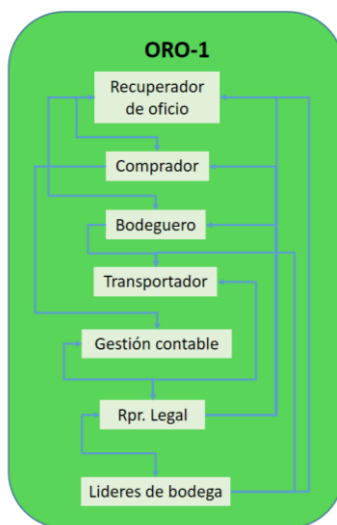 ORO-1
Recuperador
de oficio
Comprador
Bodeguero
Transportador
Gestión contable
Rpr. Legal
Lideres de bodega